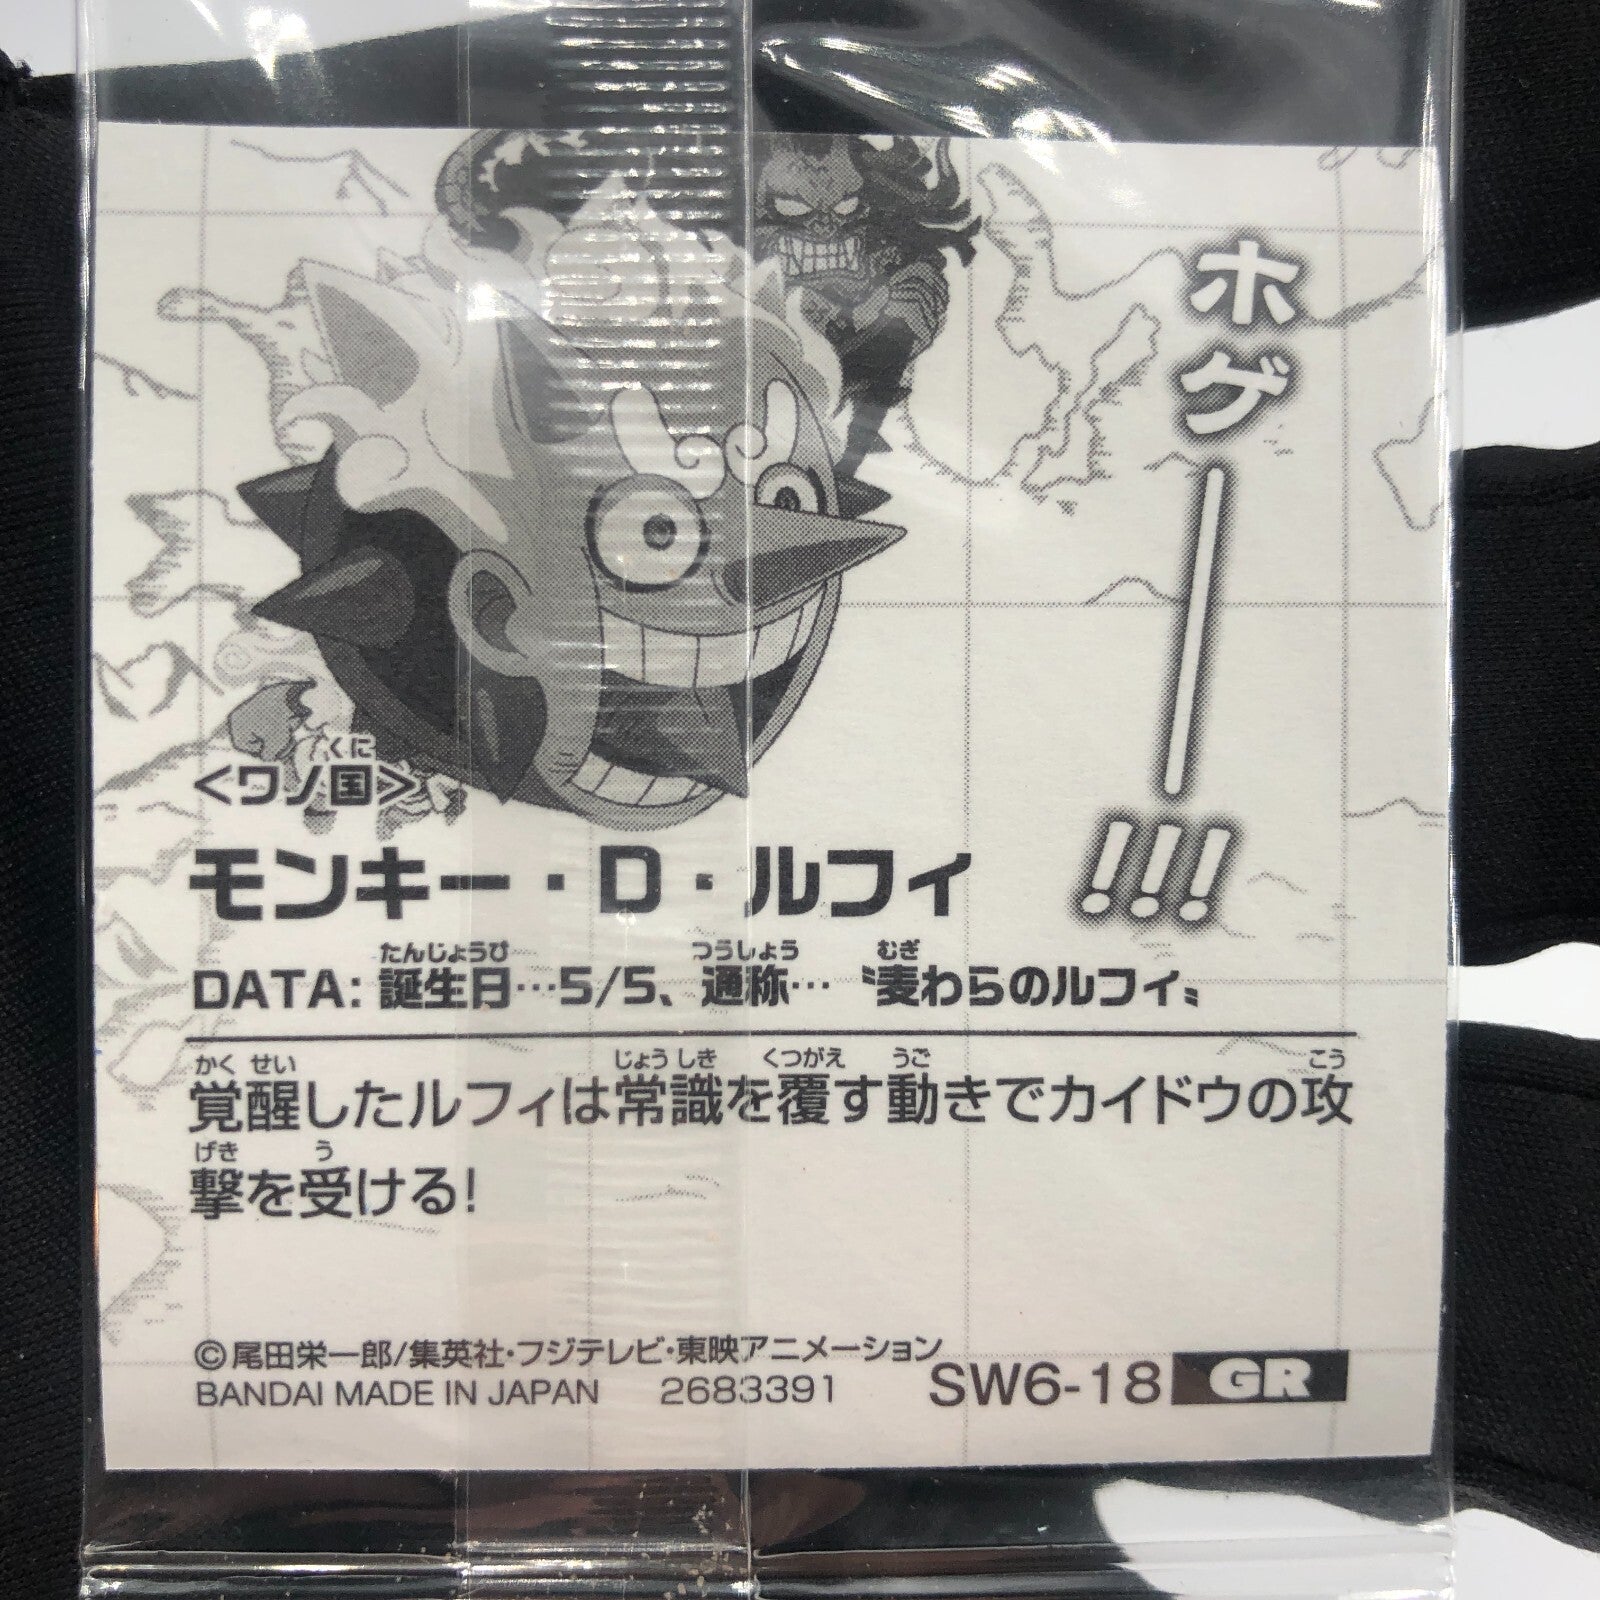 ホゲー!!!
くに
<ワノ国>
モンキー・D・ルフィ
たんじょうび つうしょう むぎ
DATA: 誕生日…5/5、通称…〝麦わらのルフィ〟
かくせい じょうしき くつがえ うご こう
覚醒したルフィは常識を覆す動きでカイドウの攻
げき う
撃を受ける!
©尾田栄一郎/集英社・フジテレビ・東映アニメーション
BANDAI MADE IN JAPAN 2683391 SW6-18 GR